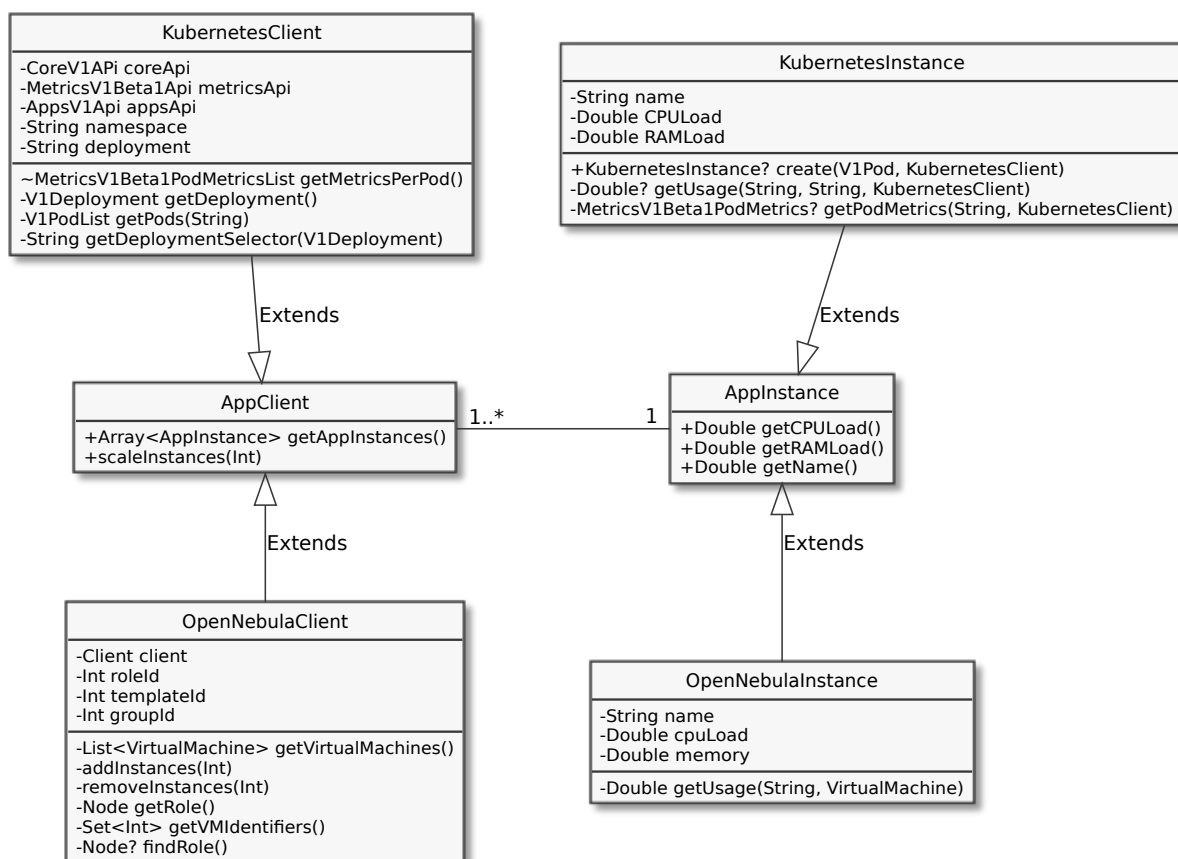 KubernetesClient
-CoreV1APi coreApi
-MetricsV1Beta1Api metricsApi
-AppsV1Api appsApi
-String namespace
-String deployment
~MetricsV1Beta1PodMetricsList getMetricsPerPod()
-V1Deployment getDeployment()
-V1PodList getPods(String)
-String getDeploymentSelector(V1Deployment)
KubernetesInstance
-String name
-Double CPULoad
-Double RAMLoad
+KubernetesInstance? create(V1Pod, KubernetesClient)
-Double? getUsage(String, String, KubernetesClient)
-MetricsV1Beta1PodMetrics? getPodMetrics(String, KubernetesClient)
Extends
Extends
AppClient
+Array<AppInstance> getAppInstances()
+scaleInstances(Int)
1..*
1
AppInstance
+Double getCPULoad()
+Double getRAMLoad()
+Double getName()
Extends
Extends
OpenNebulaClient
-Client client
-Int roleId
-Int templateId
-Int groupId
-List<VirtualMachine> getVirtualMachines()
-addInstances(Int)
-removeInstances(Int)
-Node getRole()
-Set<Int> getVMIdentifiers()
-Node? findRole()
OpenNebulaInstance
-String name
-Double cpuLoad
-Double memory
-Double getUsage(String, VirtualMachine)